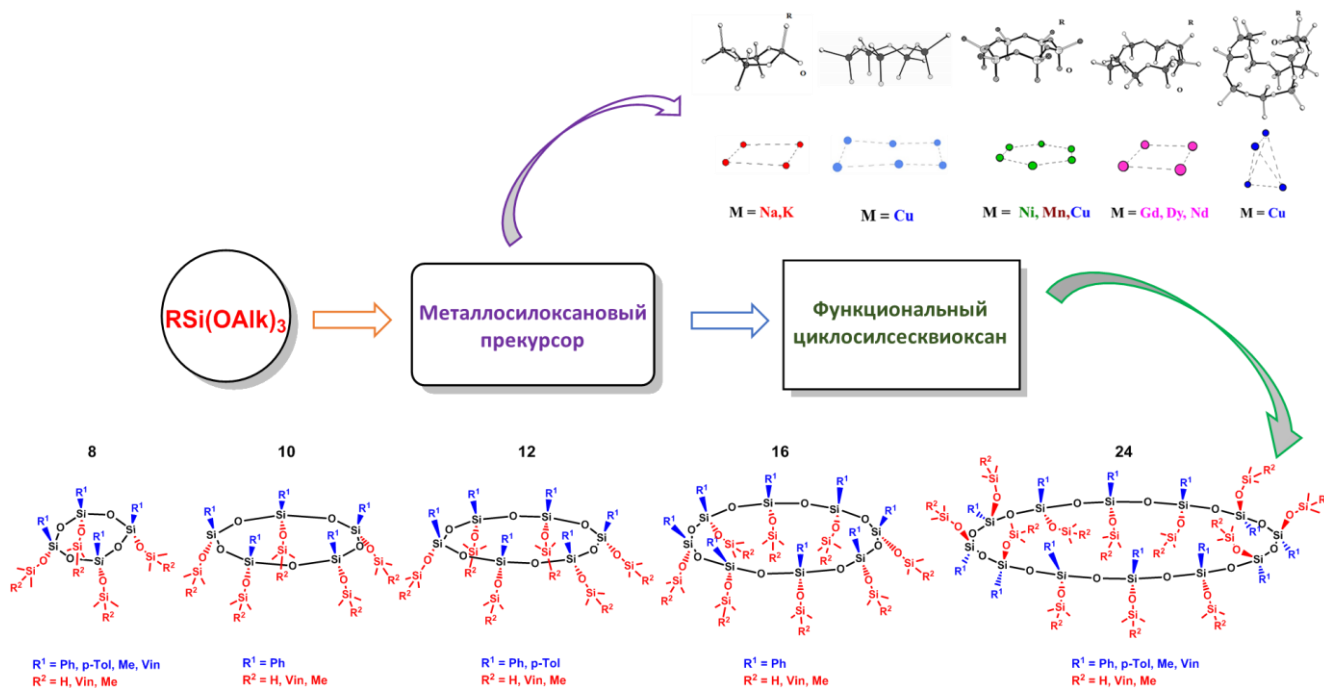 R
O
R
O
R
O
R
O
M = Na,K
M = Cu
M = Ni, Mn,Cu
M = Gd, Dy, Nd
M = Cu
RSi(OAlk)₃
Металлосилоксановый
прекурсор
Функциональный
циклосилсесквиоксан
8
10
12
16
24
R¹ = Ph, p-Tol, Me, Vin
R² = H, Vin, Me
R¹ = Ph
R² = H, Vin, Me
R¹ = Ph, p-Tol
R² = H, Vin, Me
R¹ = Ph
R² = H, Vin, Me
R¹ = Ph, p-Tol, Me, Vin
R² = H, Vin, Me